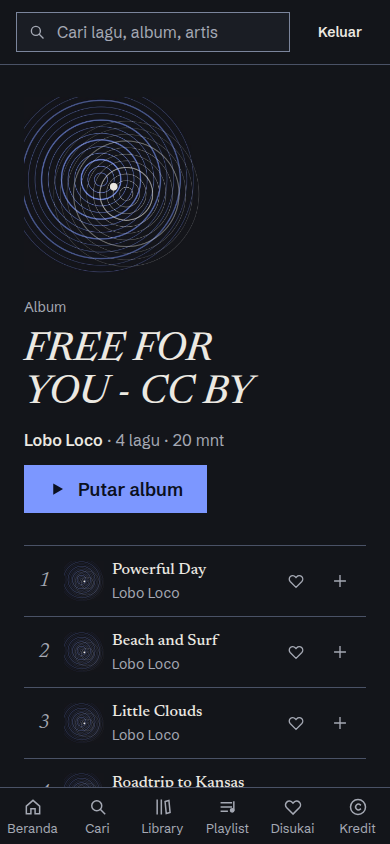 Cari lagu, album, artis
Keluar
Album
FREE FOR
YOU - CC BY
Lobo Loco · 4 lagu · 20 mnt
Putar album
1
Powerful Day
Lobo Loco
2
Beach and Surf
Lobo Loco
3
Little Clouds
Lobo Loco
Roadtrip to Kansas
Beranda
Cari
Library
Playlist
Disukai
Kredit